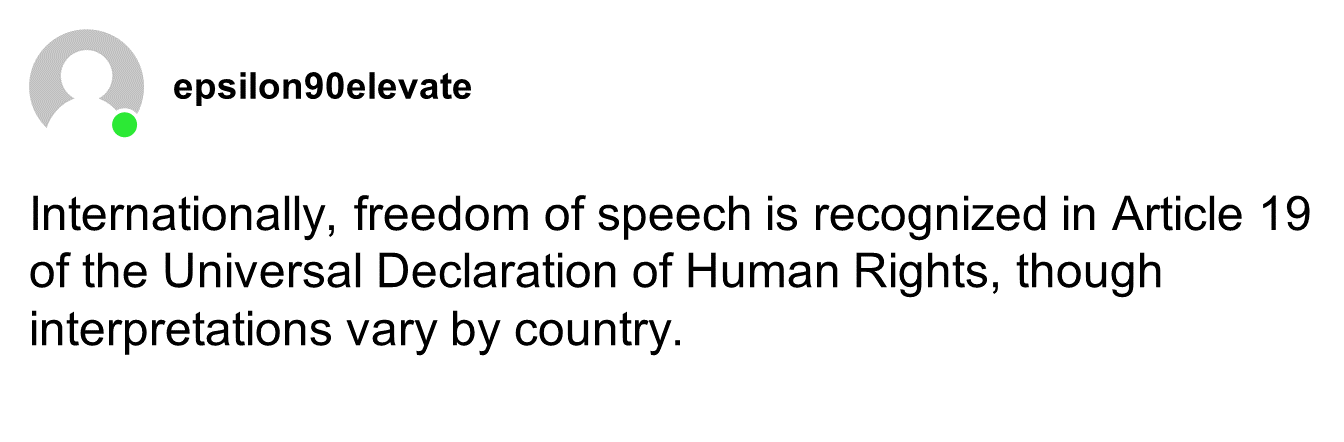 epsilon90elevate
Internationally, freedom of speech is recognized in Article 19
of the Universal Declaration of Human Rights, though
interpretations vary by country.